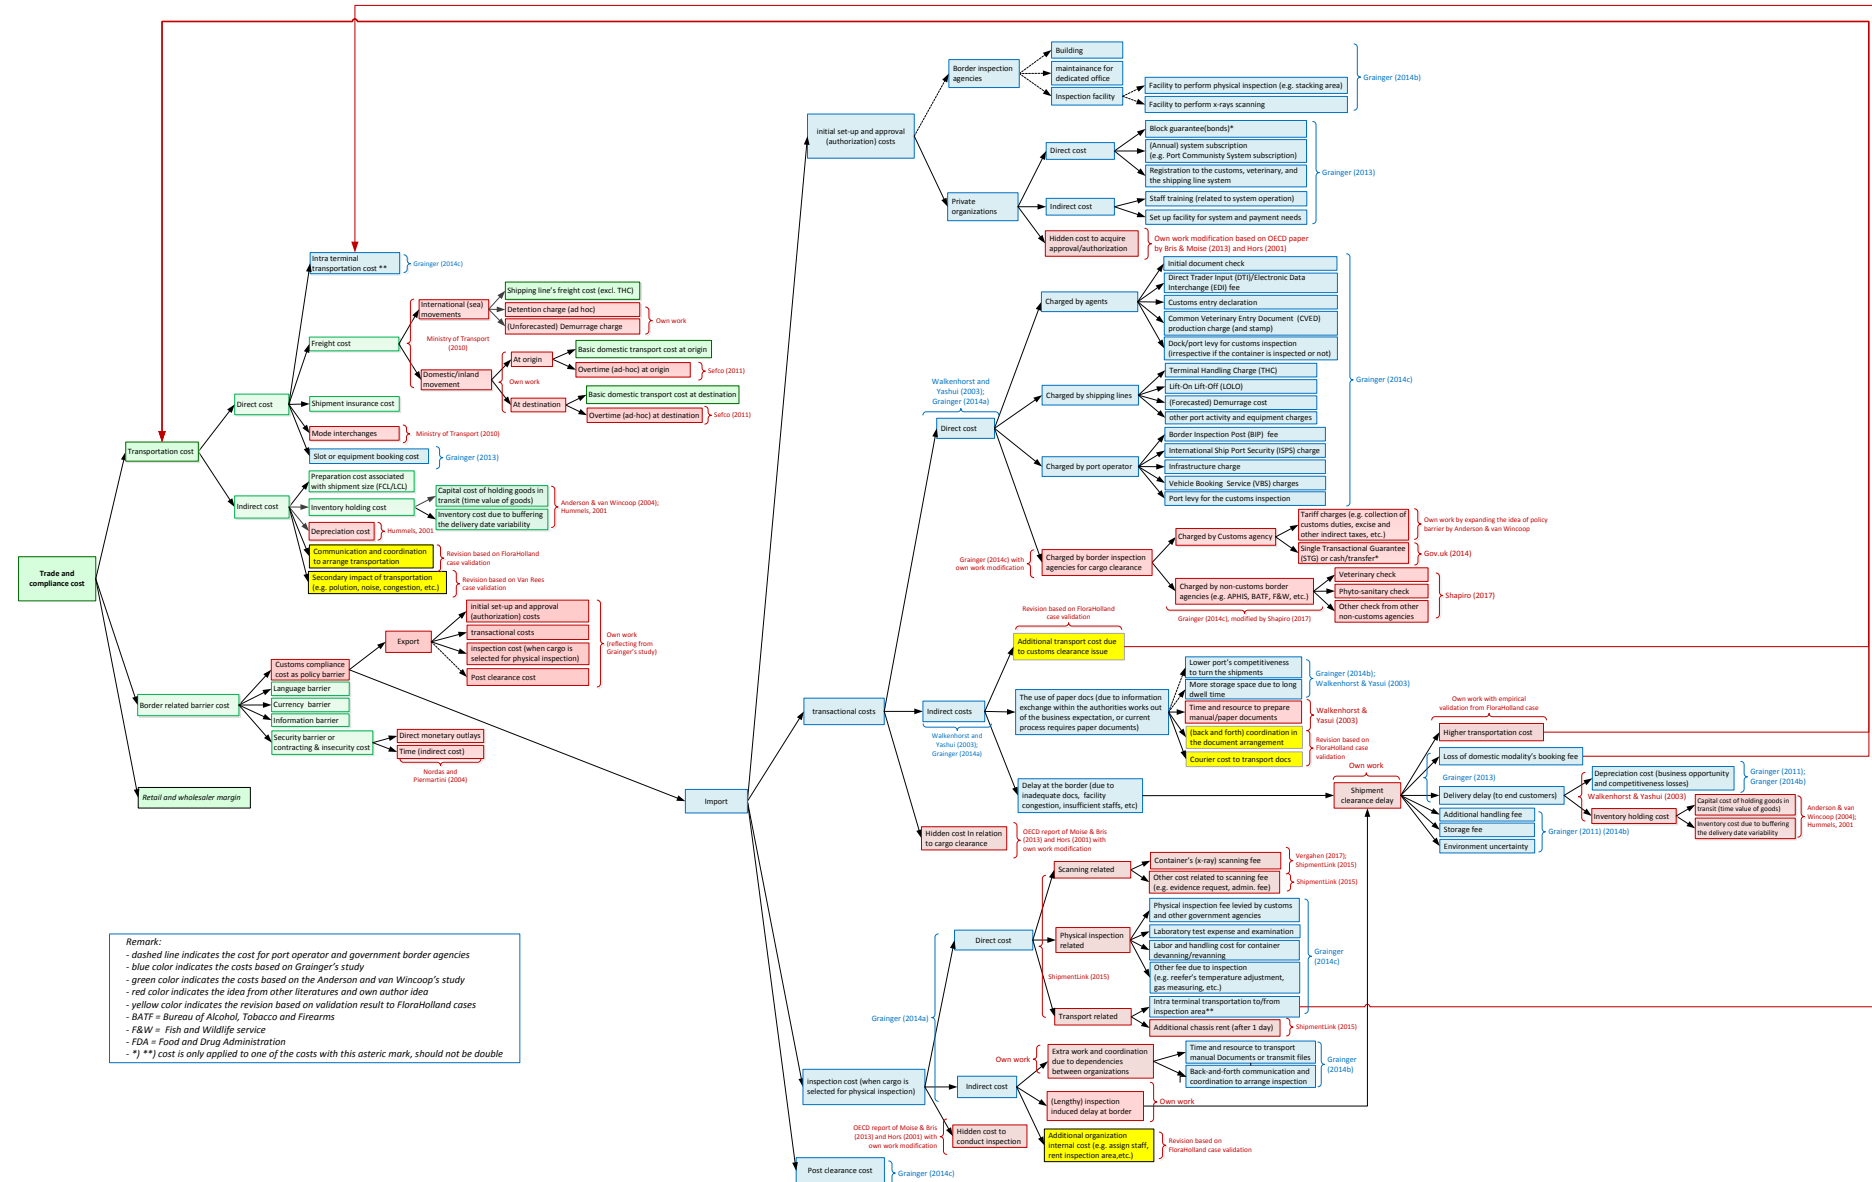 Trade and
compliance cost
Transportation cost
Direct cost
Intra terminal
transportation cost **
Grainger (2014c)
Freight cost
Ministry of Transport
(2010)
International (sea)
movements
Shipping line's freight cost (excl. THC)
Detention charge (ad hoc)
(Unforecasted) Demurrage charge
Own work
Domestic/inland
movement
Own work
At origin
Basic domestic transport cost at origin
Overtime (ad-hoc) at origin
Sefco (2011)
At destination
Basic domestic transport cost at destination
Overtime (ad-hoc) at destination
Sefco (2011)
Shipment insurance cost
Mode interchanges
Ministry of Transport (2010)
Slot or equipment booking cost
Grainger (2013)
Indirect cost
Preparation cost associated
with shipment size (FCL/LCL)
Inventory holding cost
Capital cost of holding goods in
transit (time value of goods)
Inventory cost due to buffering
the delivery date variability
Anderson & van Wincoop (2004);
Hummels, 2001
Depreciation cost
Hummels, 2001
Communication and coordination
to arrange transportation
Revision based on FloraHolland
case validation
Secondary impact of transportation
(e.g. polution, noise, congestion, etc.)
Revision based on Van Rees
case validation
Border related barrier cost
Customs compliance
cost as policy barrier
Language barrier
Currency  barrier
Information barrier
Security barrier or
contracting & insecurity cost
Direct monetary outlays
Time (indirect cost)
Nordas and
Piermartini (2004)
Export
initial set-up and approval
(authorization) costs
transactional costs
inspection cost (when cargo is
selected for physical inspection)
Post clearance cost
Own work
(reflecting from
Grainger's study)
Retail and wholesaler margin
Import
initial set-up and approval
(authorization) costs
Border inspection
agencies
Building
maintainance for
dedicated office
Inspection facility
Facility to perform physical inspection (e.g. stacking area)
Facility to perform x-rays scanning
Grainger (2014b)
Private
organizations
Direct cost
Block guarantee(bonds)*
(Annual) system subscription
(e.g. Port Communisty System subscription)
Registration to the customs, veterinary, and
the shipping line system
Indirect cost
Staff training (related to system operation)
Set up facility for system and payment needs
Grainger (2013)
Hidden cost to acquire
approval/authorization
Own work modification based on OECD paper
by Bris & Moise (2013) and Hors (2001)
transactional costs
Walkenhorst and
Yashui (2003);
Grainger (2014a)
Direct cost
Charged by agents
Initial document check
Direct Trader Input (DTI)/Electronic Data
Interchange (EDI) fee
Customs entry declaration
Common Veterinary Entry Document  (CVED)
production charge (and stamp)
Dock/port levy for customs inspection
(irrespective if the container is inspected or not)
Charged by shipping lines
Terminal Handling Charge (THC)
Lift-On Lift-Off (LOLO)
(Forecasted) Demurrage cost
other port activity and equipment charges
Charged by port operator
Border Inspection Post (BIP)  fee
International Ship Port Security (ISPS) charge
Infrastructure charge
Vehicle Booking  Service (VBS) charges
Port levy for the customs inspection
Grainger (2014c)
Grainger (2014c) with
own work modification
Charged by border inspection
agencies for cargo clearance
Charged by Customs agency
Tariff charges (e.g. collection of
customs duties, excise and
other indirect taxes, etc.)
Own work by expanding the idea of policy
barrier by Anderson & van Wincoop
Single Transactional Guarantee
(STG) or cash/transfer*
Gov.uk (2014)
Charged by non-customs border
agencies (e.g. APHIS, BATF, F&W, etc.)
Grainger (2014c), modified by Shapiro (2017)
Veterinary check
Phyto-sanitary check
Other check from other
non-customs agencies
Shapiro (2017)
Indirect costs
Walkenhorst and
Yashui (2003);
Grainger (2014a)
Revision based on FloraHolland
case validation
Additional transport cost due
to customs clearance issue
The use of paper docs (due to information
exchange within the authorities works out
of the business expectation, or current
process requires paper documents)
Lower port's competitiveness
to turn the shipments
More storage space due to long
dwell time
Grainger (2014b);
Walkenhorst & Yasui (2003)
Time and resource to prepare
manual/paper documents
Walkenhorst &
Yasui (2003)
(back and forth) coordination in
the document arrangement
Courier cost to transport docs
Revision based on
FloraHolland case
validation
Delay at the border (due to
inadequate docs,  facility
congestion, insufficient staffs, etc)
Own work
Shipment
clearance delay
Own work with empirical
validation from FloraHolland case
Higher transportation cost
Loss of domestic modality's booking fee
Grainger (2013)
Delivery delay (to end customers)
Depreciation cost (business opportunity
and competitiveness losses)
Grainger (2011);
Granger (2014b)
Walkenhorst & Yasui (2003)
Inventory holding cost
Capital cost of holding goods in
transit (time value of goods)
Inventory cost due to buffering
the delivery date variability
Anderson & van
Wincoop (2004);
Hummels, 2001
Additional handling fee
Storage fee
Environment uncertainty
Grainger (2011) (2014b)
Hidden cost In relation
to cargo clearance
OECD report of Moise & Bris
(2013) and Hors (2001) with
own work modification
inspection cost (when cargo is
selected for physical inspection)
Grainger (2014a)
Direct cost
ShipmentLink (2015)
Scanning related
Container's (x-ray) scanning fee
Vergahen (2017);
ShipmentLink (2015)
Other cost related to scanning fee
(e.g. evidence request, admin. fee)
ShipmentLink (2015)
Physical inspection
related
Physical inspection fee levied by customs
and other government agencies
Laboratory test expense and examination
Labor and handling cost for container
devanning/revanning
Other fee due to inspection
(e.g. reefer's temperature adjustment,
gas measuring, etc.)
Grainger
(2014c)
Transport related
Intra terminal transportation to/from
inspection area**
Additional chassis rent (after 1 day)
ShipmentLink (2015)
Indirect cost
Own work
Extra work and coordination
due to dependencies
between organizations
Time and resource to transport
manual Documents or transmit files
Back-and-forth communication and
coordination to arrange inspection
Grainger
(2014b)
(Lengthy) inspection
induced delay at border
Own work
Additional organization
internal cost (e.g. assign staff,
rent inspection area,etc.)
Revision based on
FloraHolland case validation
OECD report of Moise & Bris
(2013) and Hors (2001) with
own work modification
Hidden cost to
conduct inspection
Post clearance cost
Grainger (2014c)
Remark:
- dashed line indicates the cost for port operator and government border agencies
- blue color indicates the costs based on Grainger's study
- green color indicates the costs based on the Anderson and van Wincoop's study
- red color indicates the idea from other literatures and own author idea
- yellow color indicates the revision based on validation result to FloraHolland cases
- BATF = Bureau of Alcohol, Tobacco and Firearms
- F&W =  Fish and Wildlife service
- FDA = Food and Drug Administration
- *) **) cost is only applied to one of the costs with this asteric mark, should not be double